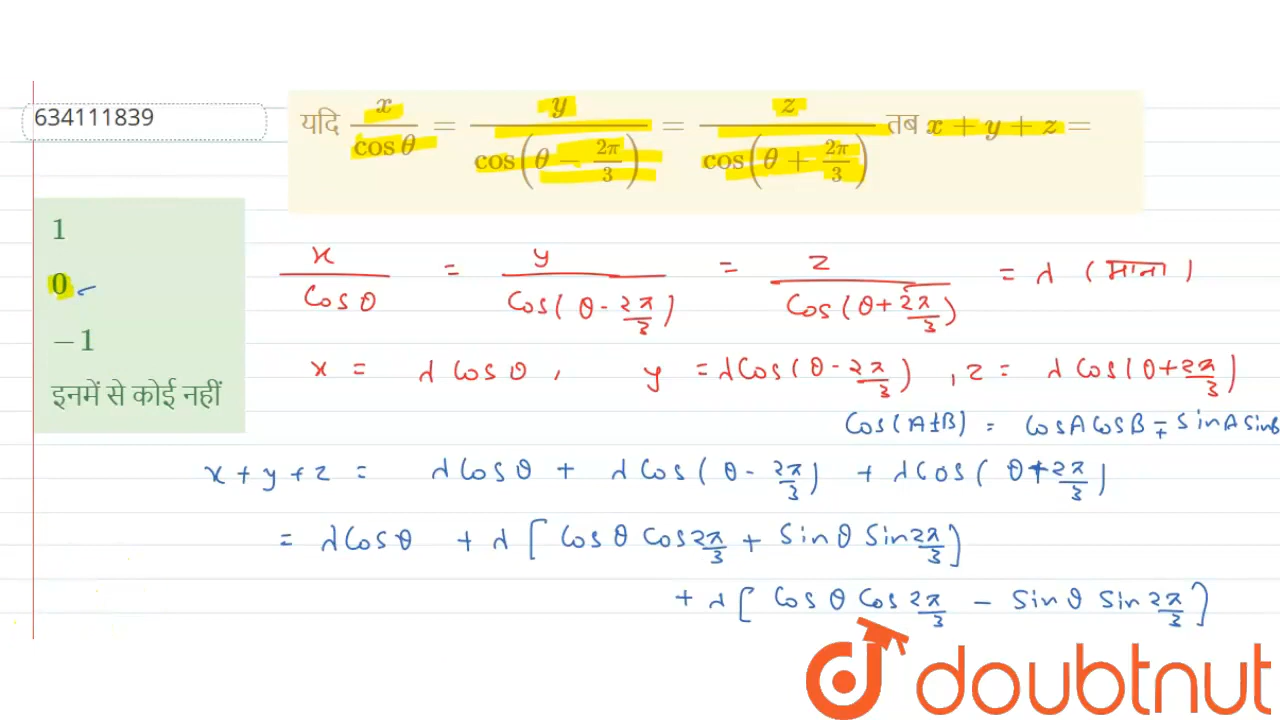 634111839
यदि x/cos θ = y/cos(θ − 2π/3) = z/cos(θ + 2π/3) तब x + y + z =
1
0
−1
इनमें से कोई नहीं
x/Cos θ = y/Cos(θ - 2π/3) = z/Cos(θ + 2π/3) = λ (माना)
x = λ Cos θ, y = λ Cos(θ - 2π/3), z = λ Cos(θ + 2π/3)
Cos(A±B) = CosA CosB ∓ SinA SinB
x + y + z = λ Cos θ + λ Cos(θ - 2π/3) + λ Cos(θ + 2π/3)
= λ Cos θ + λ [Cos θ Cos 2π/3 + Sin θ Sin 2π/3]
+ λ [Cos θ Cos 2π/3 - Sin θ Sin 2π/3]
doubtnut